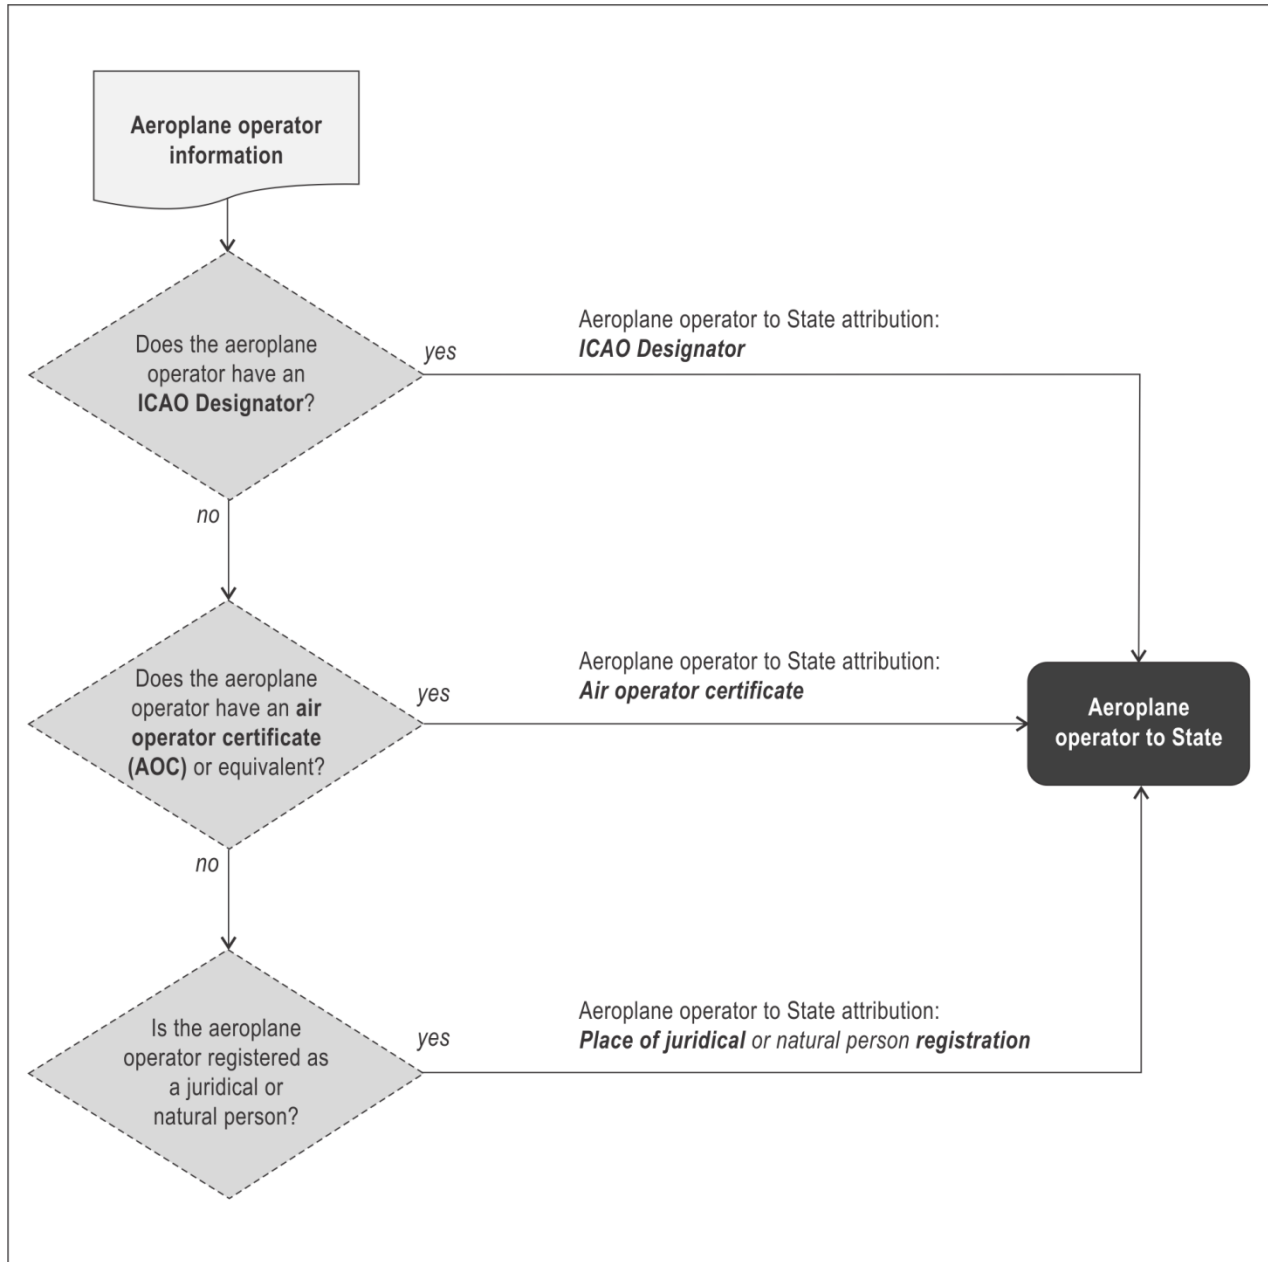 Aeroplane operator
information
Does the aeroplane
operator have an
ICAO Designator?
yes
Aeroplane operator to State attribution:
ICAO Designator
no
Does the aeroplane
operator have an air
operator certificate
(AOC) or equivalent?
yes
Aeroplane operator to State attribution:
Air operator certificate
Aeroplane
operator to State
no
Is the aeroplane
operator registered as
a juridical or
natural person?
yes
Aeroplane operator to State attribution:
Place of juridical or natural person registration